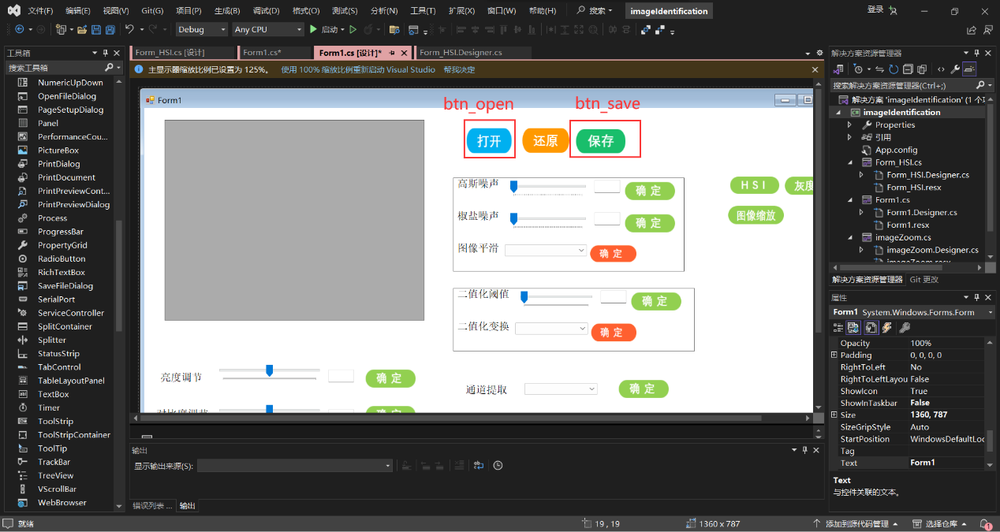 文件(F) 编辑(E) 视图(V) Git(G) 项目(P) 生成(B) 调试(D) 格式(O) 测试(S) 分析(N) 工具(T) 扩展(X) 窗口(W) 帮助(H) 搜索 imageIdentification 登录
Debug Any CPU 启动
工具箱
搜索工具箱
NumericUpDown
OpenFileDialog
PageSetupDialog
Panel
PerformanceCou...
PictureBox
PrintDialog
PrintDocument
PrintPreviewCont...
PrintPreviewDialog
Process
ProgressBar
PropertyGrid
RadioButton
RichTextBox
SaveFileDialog
SerialPort
ServiceController
SplitContainer
Splitter
StatusStrip
TabControl
TableLayoutPanel
TextBox
Timer
ToolStrip
ToolStripContainer
ToolTip
TrackBar
TreeView
VScrollBar
WebBrowser
Form_HSI.cs [设计] Form1.cs* Form1.cs [设计]* Form_HSI.Designer.cs
主显示器缩放比例已设置为 125%。 使用 100% 缩放比例重新启动 Visual Studio 帮我决定
Form1
btn_open btn_save
打开 还原 保存
高斯噪声 确 定
椒盐噪声 确 定
图像平滑 确 定
H S I 灰度
图像缩放
二值化阈值 确 定
二值化变换 确 定
亮度调节 确 定
通道提取 确 定
对比度调节 确 定
输出
显示输出来源(S):
错误列表 ... 输出
解决方案资源管理器
搜索解决方案资源管理器(Ctrl+;)
解决方案 'imageIdentification' (1 个项
imageIdentification
Properties
引用
App.config
Form_HSI.cs
Form_HSI.Designer.cs
Form_HSI.resx
Form1.cs
Form1.Designer.cs
Form1.resx
imageZoom.cs
imageZoom.Designer.cs
imageZoom.resx
解决方案资源管理器 Git 更改
属性
Form1 System.Windows.Forms.Form
Opacity 100%
Padding 0, 0, 0, 0
RightToLeft No
RightToLeftLayou False
ShowIcon True
ShowInTaskbar False
Size 1360, 787
SizeGripStyle Auto
StartPosition WindowsDefaultLoc
Tag
Text Form1
Text
与控件关联的文本。
就绪 19 , 19 1360 x 787 添加到源代码管理 选择仓库 1